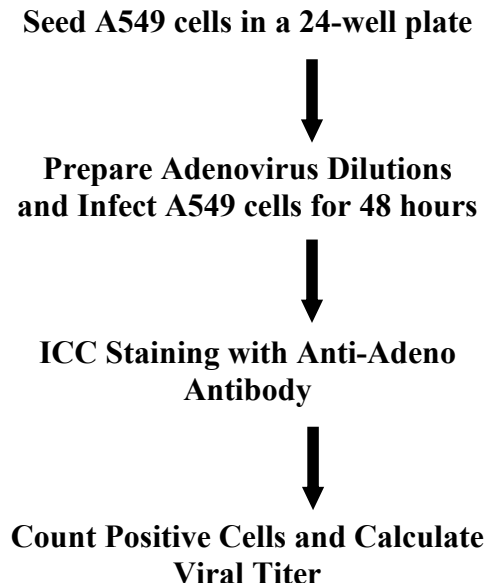 Seed A549 cells in a 24-well plate
Prepare Adenovirus Dilutions
and Infect A549 cells for 48 hours
ICC Staining with Anti-Adeno
Antibody
Count Positive Cells and Calculate
Viral Titer